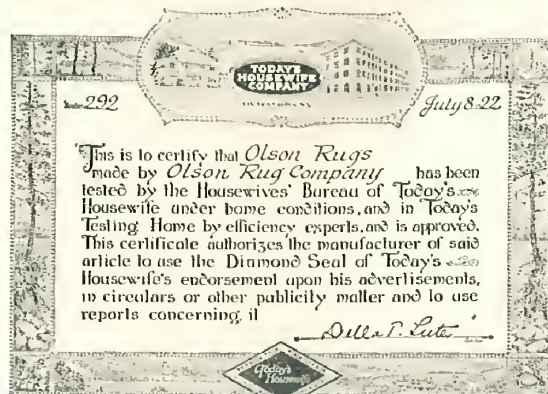 TODAY'S
HOUSEWIFE
COMPANY
292
July 8.22
This is to certify that Olson Rugs
made by Olson Rug Company has been
tested by the Housewives' Bureau of Today's
Housewife under home conditions, and in Today's
Testing Home by efficiency experts, and is approved.
This certificate authorizes the manufacturer of said
article to use the Diamond Seal of Today's
Housewife's endorsement upon his advertisements,
in circulars or other publicity matter and to use
reports concerning it
Della T. Lutes
Today's
Housewife